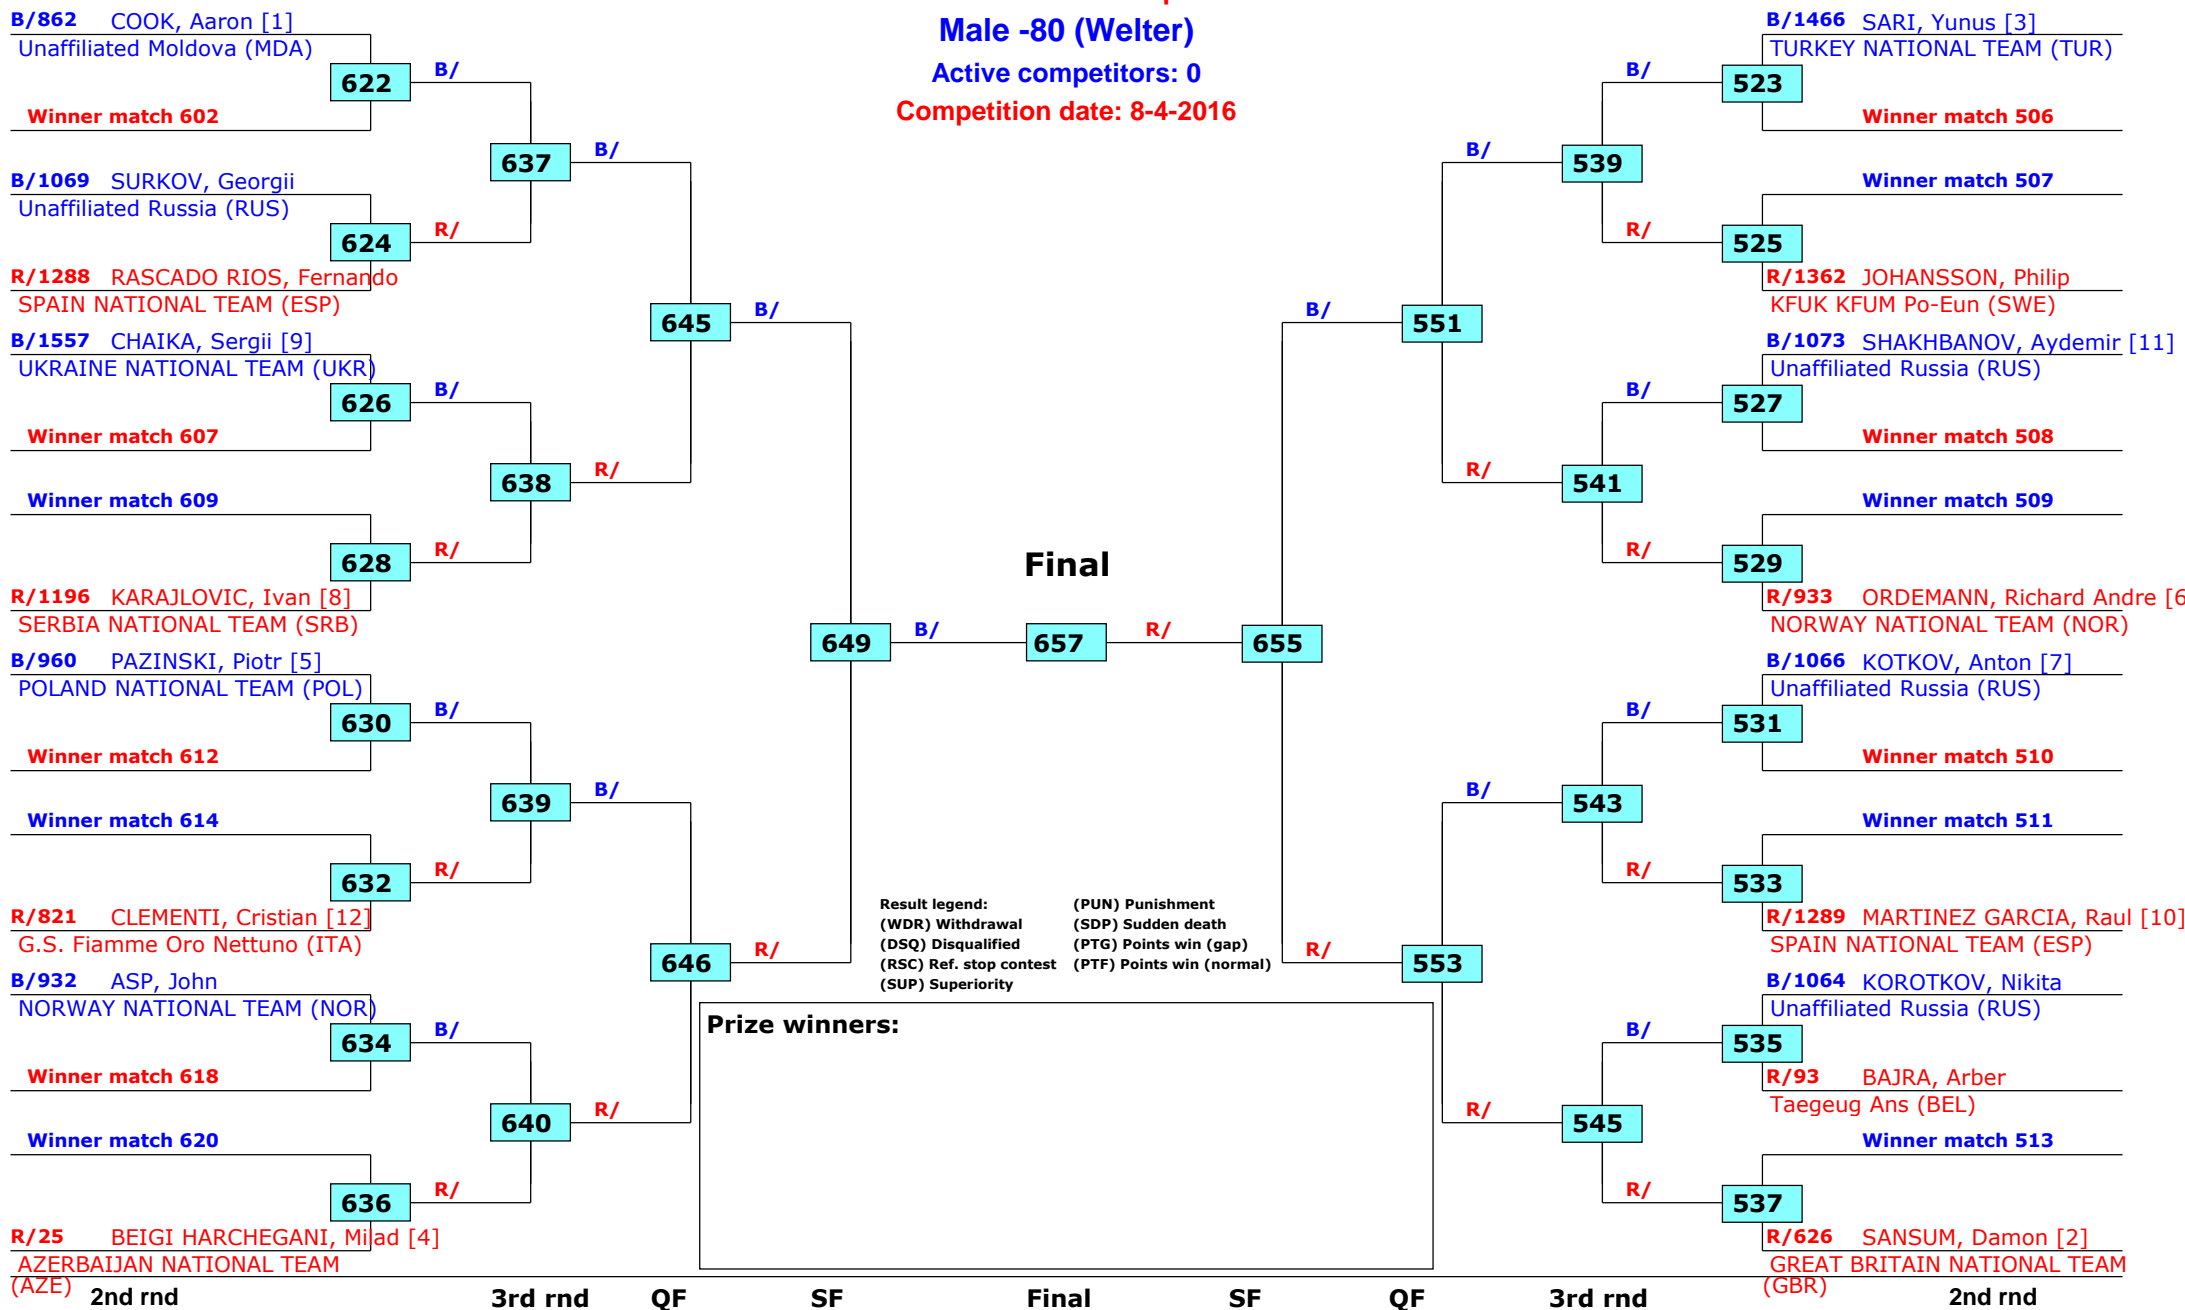 Male -80 (Welter)
Active competitors: 0
Competition date: 8-4-2016
B/862 COOK, Aaron [1]
Unaffiliated Moldova (MDA)
622
B/
Winner match 602
637
B/
B/1069 SURKOV, Georgii
Unaffiliated Russia (RUS)
624
R/
R/1288 RASCADO RIOS, Fernando
SPAIN NATIONAL TEAM (ESP)
645
B/
B/1557 CHAIKA, Sergii [9]
UKRAINE NATIONAL TEAM (UKR)
626
B/
Winner match 607
638
R/
Winner match 609
628
R/
R/1196 KARAJLOVIC, Ivan [8]
SERBIA NATIONAL TEAM (SRB)
649
B/
B/960 PAZINSKI, Piotr [5]
POLAND NATIONAL TEAM (POL)
630
B/
Winner match 612
639
B/
Winner match 614
632
R/
R/821 CLEMENTI, Cristian [12]
G.S. Fiamme Oro Nettuno (ITA)
646
R/
B/932 ASP, John
NORWAY NATIONAL TEAM (NOR)
634
B/
Winner match 618
640
R/
Winner match 620
636
R/
R/25 BEIGI HARCHEGANI, Milad [4]
AZERBAIJAN NATIONAL TEAM
(AZE)
Final
657
R/
655
B/1466 SARI, Yunus [3]
TURKEY NATIONAL TEAM (TUR)
B/
523
Winner match 506
B/
539
Winner match 507
R/
525
R/1362 JOHANSSON, Philip
KFUK KFUM Po-Eun (SWE)
B/
551
B/1073 SHAKHBANOV, Aydemir [11]
Unaffiliated Russia (RUS)
B/
527
Winner match 508
R/
541
Winner match 509
R/
529
R/933 ORDEMANN, Richard Andre [6
NORWAY NATIONAL TEAM (NOR)
B/1066 KOTKOV, Anton [7]
Unaffiliated Russia (RUS)
B/
531
Winner match 510
B/
543
Winner match 511
R/
533
R/1289 MARTINEZ GARCIA, Raul [10]
SPAIN NATIONAL TEAM (ESP)
R/
553
B/1064 KOROTKOV, Nikita
Unaffiliated Russia (RUS)
B/
535
R/93 BAJRA, Arber
Taegeug Ans (BEL)
R/
545
Winner match 513
R/
537
R/626 SANSUM, Damon [2]
GREAT BRITAIN NATIONAL TEAM
(GBR)
Result legend: (PUN) Punishment
(WDR) Withdrawal (SDP) Sudden death
(DSQ) Disqualified (PTG) Points win (gap)
(RSC) Ref. stop contest (PTF) Points win (normal)
(SUP) Superiority
Prize winners:
2nd rnd 3rd rnd QF SF Final SF QF 3rd rnd 2nd rnd